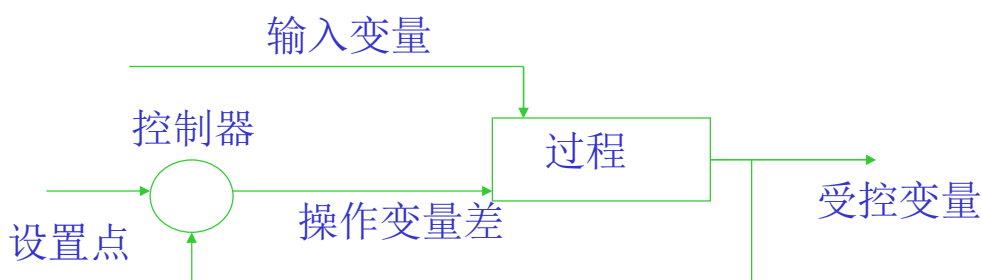 输入变量
控制器
过程
受控变量
操作变量差
设置点